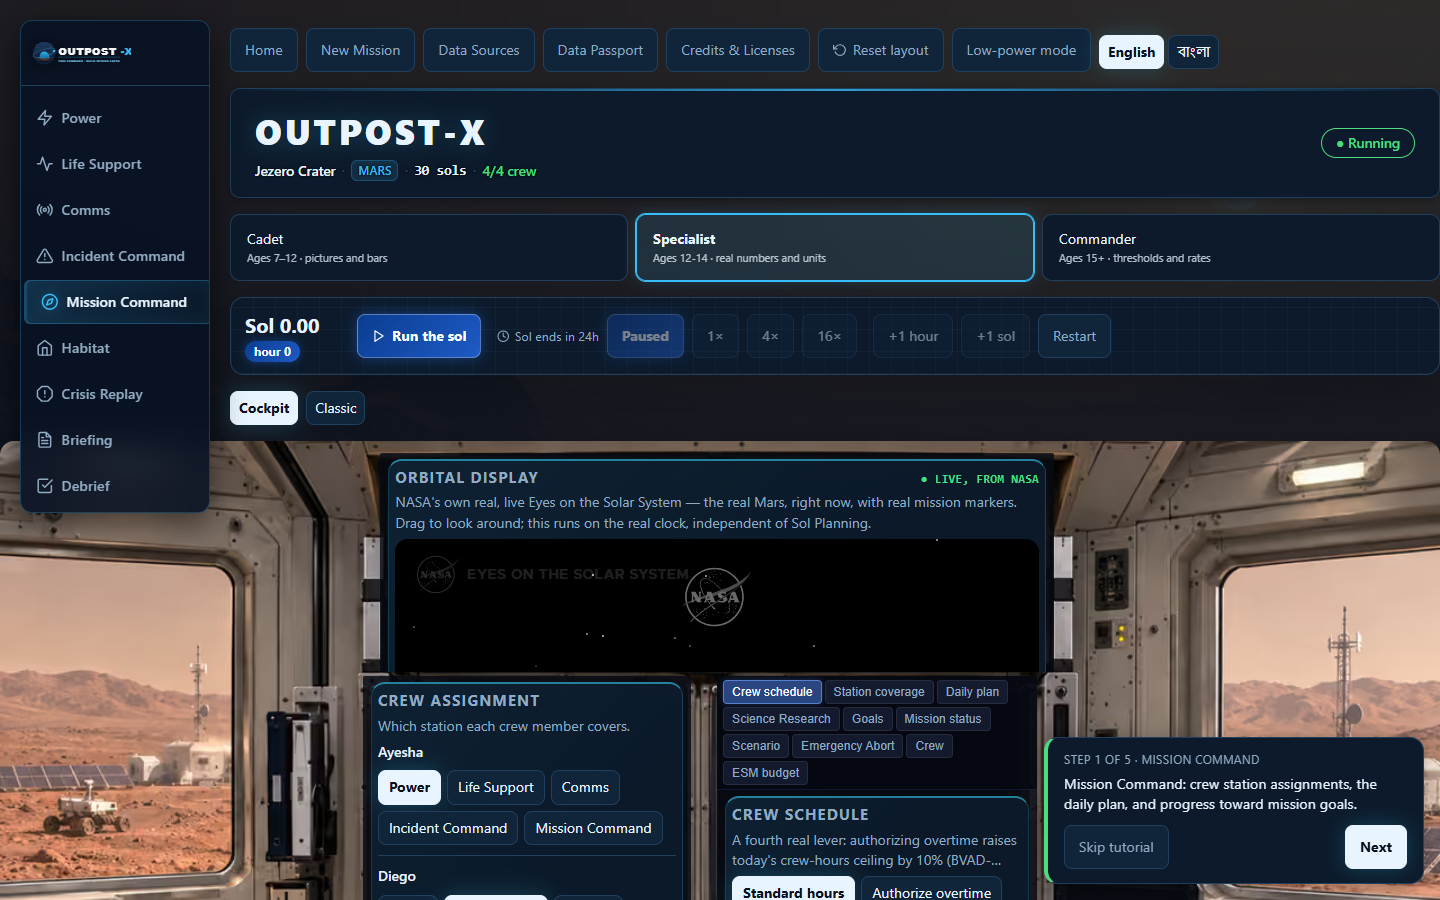 OUTPOST -X
Home
New Mission
Data Sources
Data Passport
Credits & Licenses
Reset layout
Low-power mode
English
বাংলা
Power
Life Support
Comms
Incident Command
Mission Command
Habitat
Crisis Replay
Briefing
Debrief
OUTPOST-X
Jezero Crater · MARS · 30 sols · 4/4 crew
● Running
Cadet
Ages 7–12 · pictures and bars
Specialist
Ages 12-14 · real numbers and units
Commander
Ages 15+ · thresholds and rates
Sol 0.00
hour 0
Run the sol
Sol ends in 24h
Paused
1×
4×
16×
+1 hour
+1 sol
Restart
Cockpit
Classic
ORBITAL DISPLAY
● LIVE, FROM NASA
NASA's own real, live Eyes on the Solar System — the real Mars, right now, with real mission markers.
Drag to look around; this runs on the real clock, independent of Sol Planning.
NASA
EYES ON THE SOLAR SYSTEM
NASA
CREW ASSIGNMENT
Which station each crew member covers.
Ayesha
Power
Life Support
Comms
Incident Command
Mission Command
Diego
Crew schedule
Station coverage
Daily plan
Science Research
Goals
Mission status
Scenario
Emergency Abort
Crew
ESM budget
CREW SCHEDULE
A fourth real lever: authorizing overtime raises
today's crew-hours ceiling by 10% (BVAD-...
Standard hours
Authorize overtime
STEP 1 OF 5 · MISSION COMMAND
Mission Command: crew station assignments, the
daily plan, and progress toward mission goals.
Skip tutorial
Next